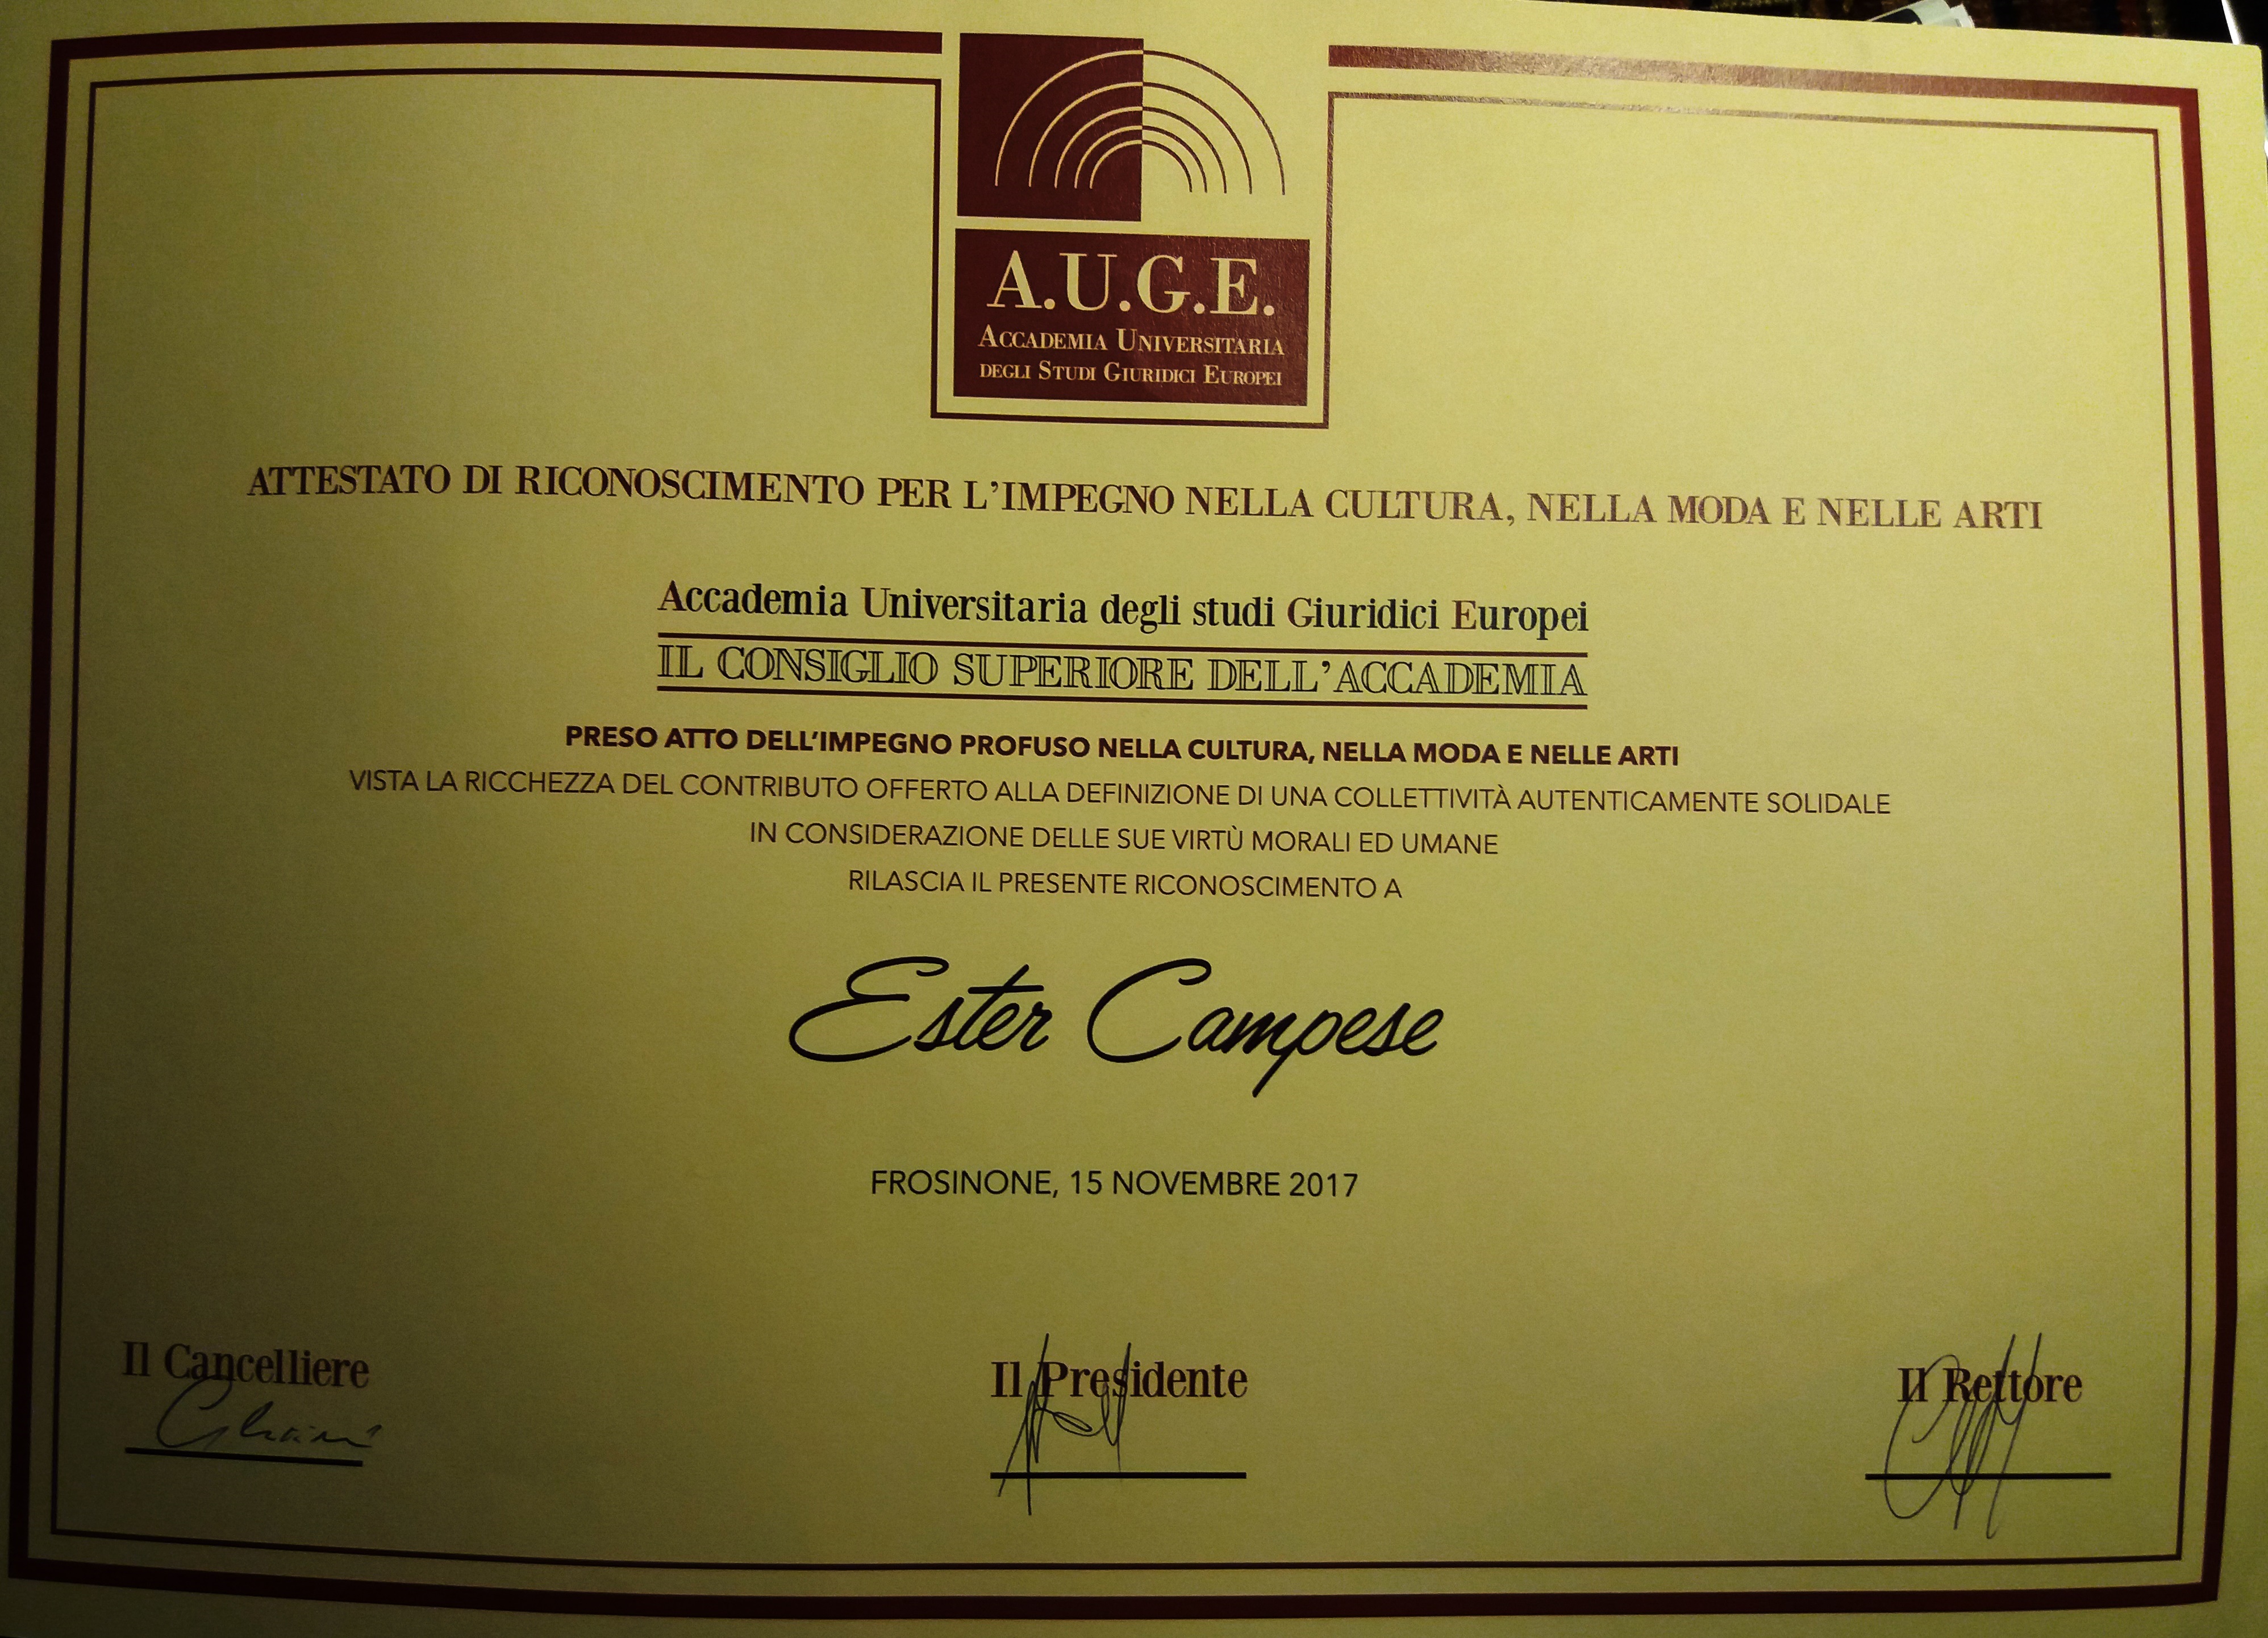 A.U.G.E.
ACCADEMIA UNIVERSITARIA
DEGLI STUDI GIURIDICI EUROPEI
ATTESTATO DI RICONOSCIMENTO PER L'IMPEGNO NELLA CULTURA, NELLA MODA E NELLE ARTI
Accademia Universitaria degli studi Giuridici Europei
IL CONSIGLIO SUPERIORE DELL'ACCADEMIA
PRESO ATTO DELL'IMPEGNO PROFUSO NELLA CULTURA, NELLA MODA E NELLE ARTI
VISTA LA RICCHEZZA DEL CONTRIBUTO OFFERTO ALLA DEFINIZIONE DI UNA COLLETTIVITÀ AUTENTICAMENTE SOLIDALE
IN CONSIDERAZIONE DELLE SUE VIRTÙ MORALI ED UMANE
RILASCIA IL PRESENTE RICONOSCIMENTO A
Ester Campese
FROSINONE, 15 NOVEMBRE 2017
Il Cancelliere
Il Presidente
Il Rettore